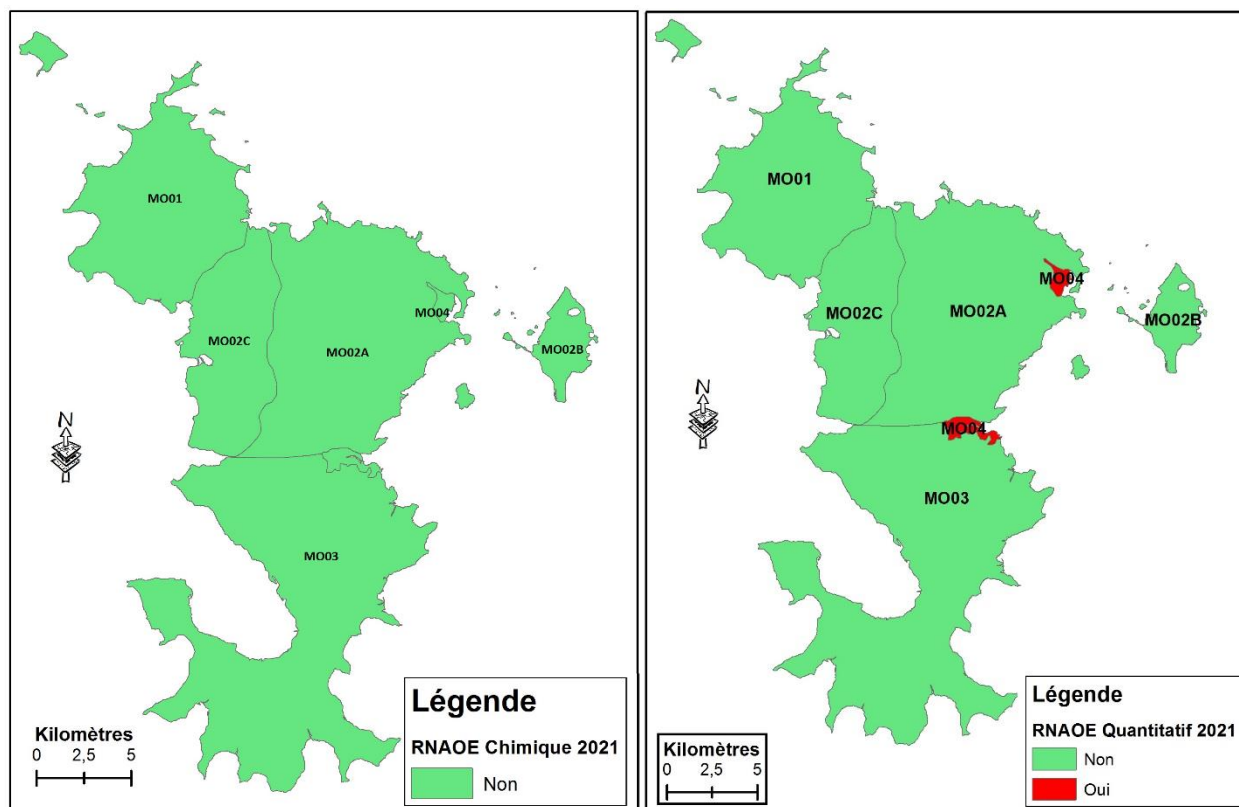 MO01
MO04
MO02C
MO02A
MO02B
N
MO03
Légende
RNAOE Chimique 2021
Non
Kilomètres
0 2,5 5
MO01
MO04
MO02C
MO02A
MO02B
N
MO04
MO03
Légende
RNAOE Quantitatif 2021
Non
Oui
Kilomètres
0 2,5 5